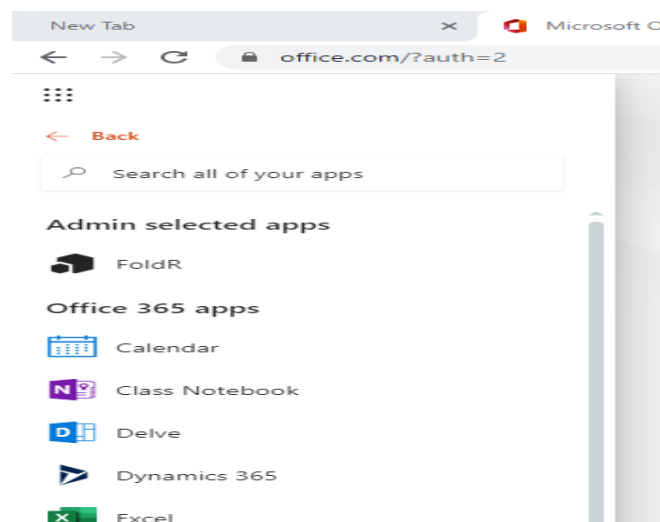 New Tab
Microsoft O
office.com/?auth=2
Back
Search all of your apps
Admin selected apps
FoldR
Office 365 apps
Calendar
N Class Notebook
D Delve
Dynamics 365
X Excel